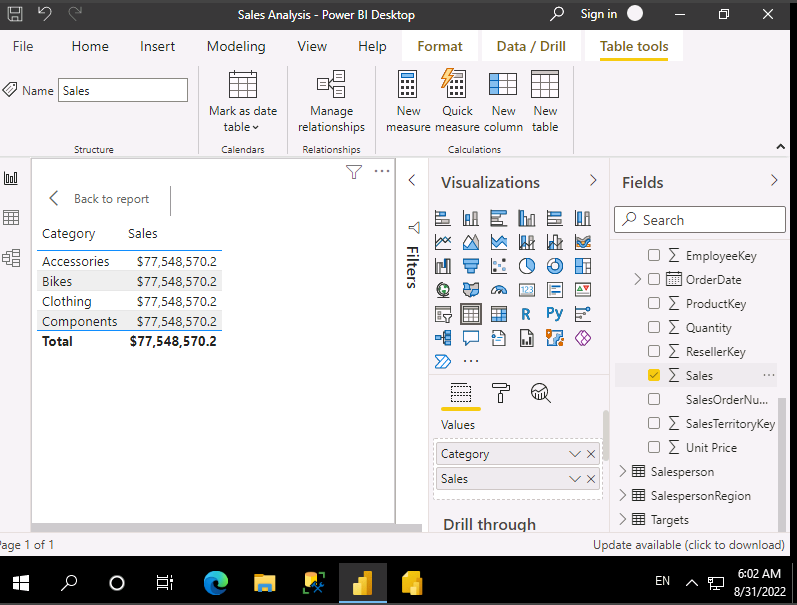 Sales Analysis - Power BI Desktop
Sign in
File
Home
Insert
Modeling
View
Help
Format
Data / Drill
Table tools
Name
Sales
Structure
Mark as date
table
Calendars
Manage
relationships
Relationships
New
measure
Quick
measure
New
column
New
table
Calculations
Back to report
Category Sales
Accessories $77,548,570.2
Bikes $77,548,570.2
Clothing $77,548,570.2
Components $77,548,570.2
Total $77,548,570.2
Filters
Visualizations
123
R
Py
...
Values
Category
Sales
Drill through
Fields
Search
EmployeeKey
OrderDate
ProductKey
Quantity
ResellerKey
Sales
SalesOrderNu...
SalesTerritoryKey
Unit Price
Salesperson
SalespersonRegion
Targets
Page 1 of 1
Update available (click to download)
EN
6:02 AM
8/31/2022